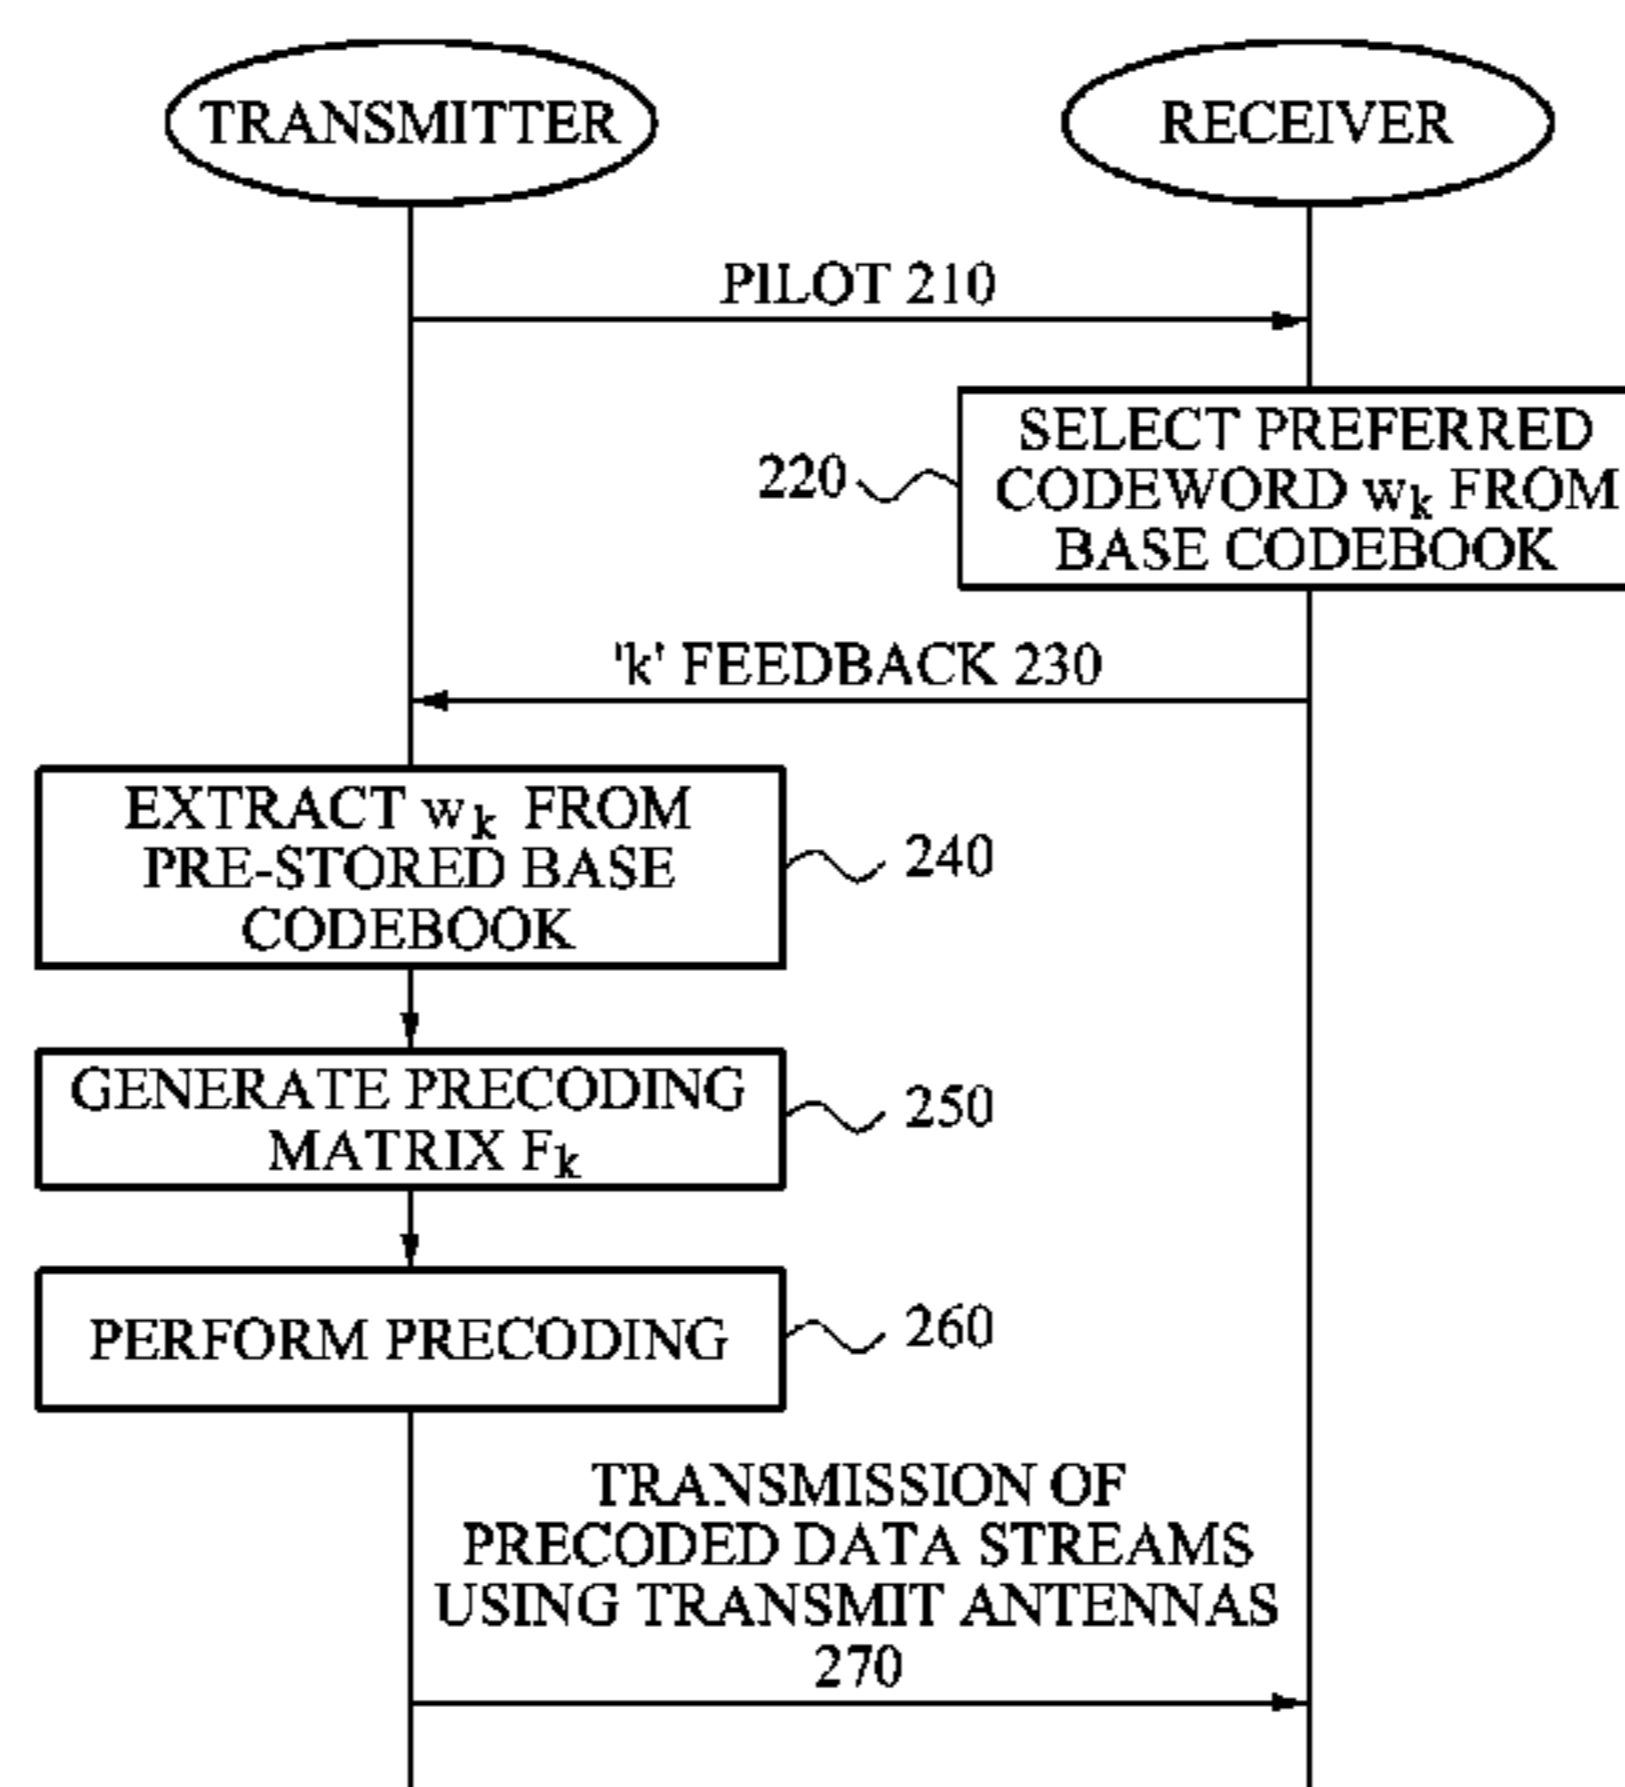 TRANSMITTER
RECEIVER
PILOT 210
SELECT PREFERRED
CODEWORD wk FROM
BASE CODEBOOK
220
'k' FEEDBACK 230
EXTRACT wk FROM
PRE-STORED BASE
CODEBOOK
240
GENERATE PRECODING
MATRIX Fk
250
PERFORM PRECODING
260
TRANSMISSION OF
PRECODED DATA STREAMS
USING TRANSMIT ANTENNAS
270